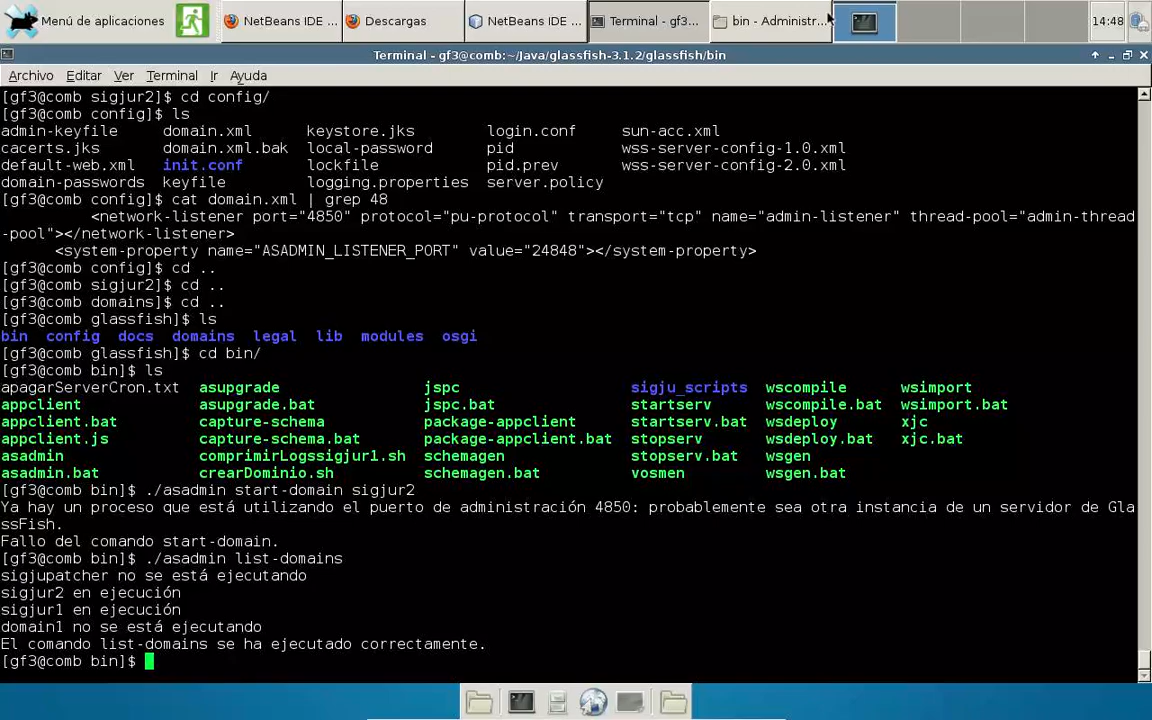 Menú de aplicaciones
NetBeans IDE ...
Descargas
NetBeans IDE ...
Terminal - gf3...
bin - Administr...
14:48
Terminal - gf3@comb:~/Java/glassfish-3.1.2/glassfish/bin
Archivo Editar Ver Terminal Ir Ayuda
[gf3@comb sigjur2]$ cd config/
[gf3@comb config]$ ls
admin-keyfile domain.xml keystore.jks login.conf sun-acc.xml
cacerts.jks domain.xml.bak local-password pid wss-server-config-1.0.xml
default-web.xml init.conf lockfile pid.prev wss-server-config-2.0.xml
domain-passwords keyfile logging.properties server.policy
[gf3@comb config]$ cat domain.xml | grep 48
<network-listener port="4850" protocol="pu-protocol" transport="tcp" name="admin-listener" thread-pool="admin-thread
-pool"></network-listener>
<system-property name="ASADMIN_LISTENER_PORT" value="24848"></system-property>
[gf3@comb config]$ cd ..
[gf3@comb sigjur2]$ cd ..
[gf3@comb domains]$ cd ..
[gf3@comb glassfish]$ ls
bin config docs domains legal lib modules osgi
[gf3@comb glassfish]$ cd bin/
[gf3@comb bin]$ ls
apagarServerCron.txt asupgrade jspc sigju_scripts wscompile wsimport
appclient asupgrade.bat jspc.bat startserv wscompile.bat wsimport.bat
appclient.bat capture-schema package-appclient startserv.bat wsdeploy xjc
appclient.js capture-schema.bat package-appclient.bat stopserv wsdeploy.bat xjc.bat
asadmin comprimirLogssigjur1.sh schemagen stopserv.bat wsgen
asadmin.bat crearDominio.sh schemagen.bat vosmen wsgen.bat
[gf3@comb bin]$ ./asadmin start-domain sigjur2
Ya hay un proceso que está utilizando el puerto de administración 4850: probablemente sea otra instancia de un servidor de Gla
ssFish.
Fallo del comando start-domain.
[gf3@comb bin]$ ./asadmin list-domains
sigjupatcher no se está ejecutando
sigjur2 en ejecución
sigjur1 en ejecución
domain1 no se está ejecutando
El comando list-domains se ha ejecutado correctamente.
[gf3@comb bin]$